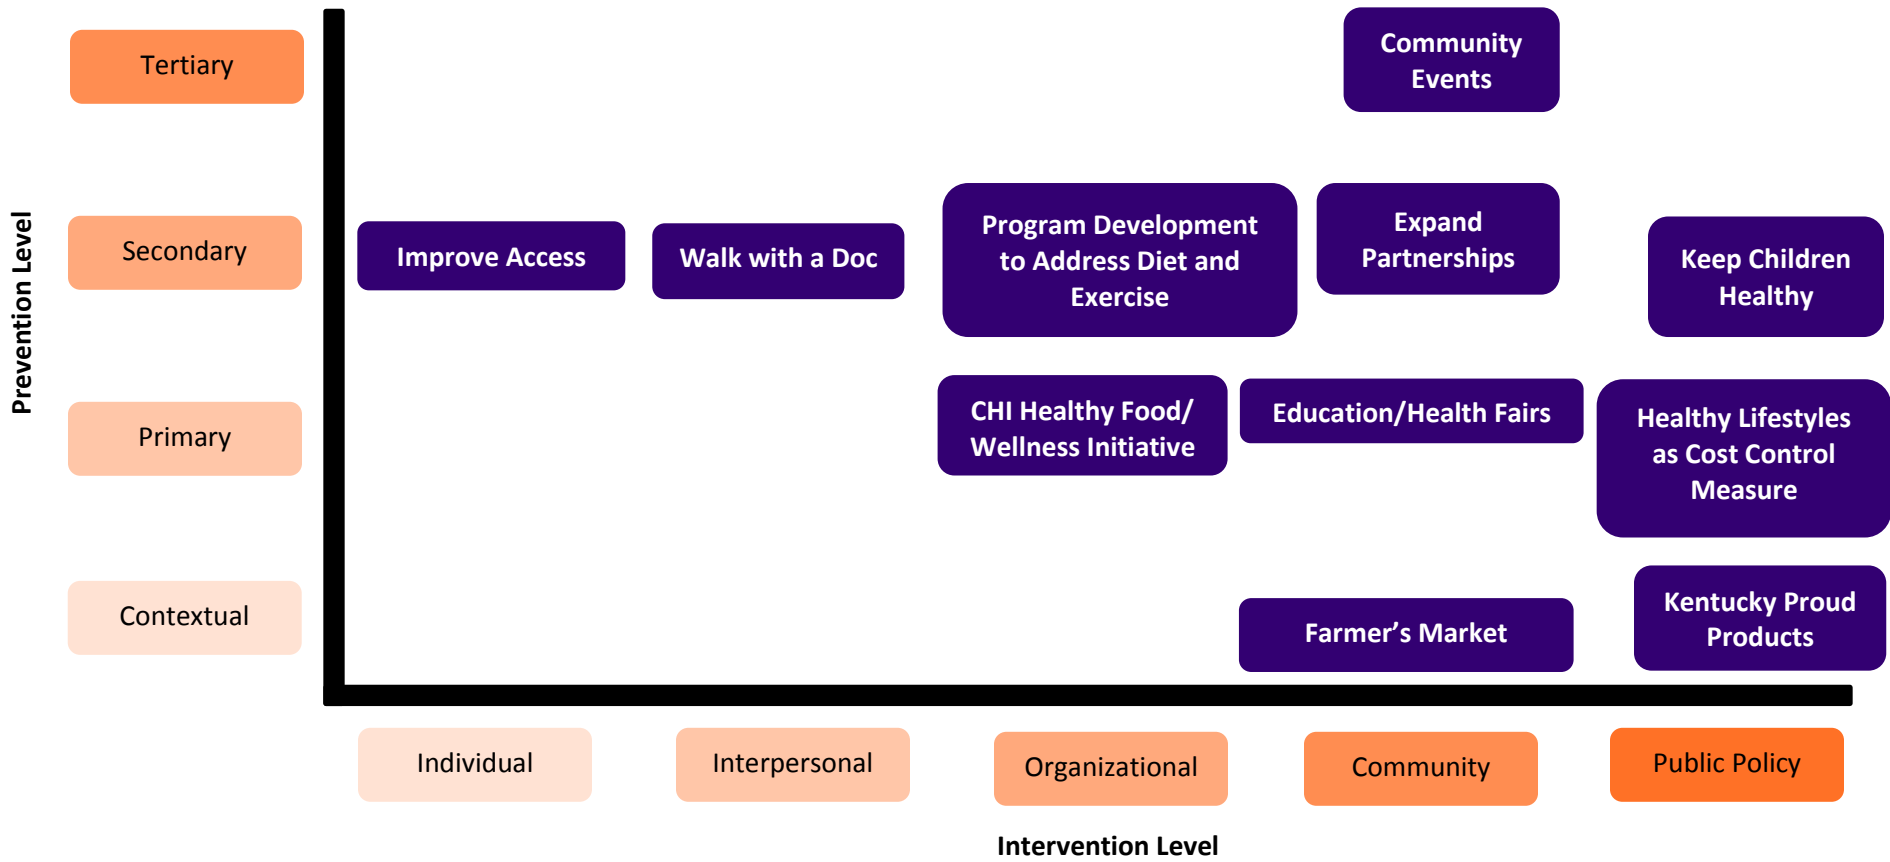 Tertiary
Community
Events
Prevention Level
Secondary
Improve Access
Walk with a Doc
Program Development
to Address Diet and
Exercise
Expand
Partnerships
Keep Children
Healthy
Primary
CHI Healthy Food/
Wellness Initiative
Education/Health Fairs
Healthy Lifestyles
as Cost Control
Measure
Contextual
Farmer’s Market
Kentucky Proud
Products
Individual
Interpersonal
Organizational
Community
Public Policy
Intervention Level